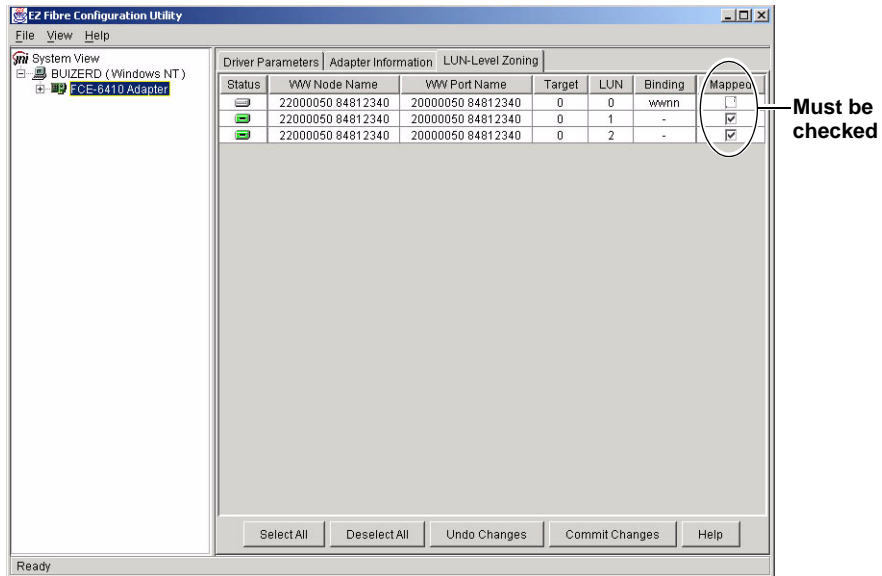 EZ Fibre Configuration Utility
File View Help
jni System View
BUIZERD ( Windows NT )
FCE-6410 Adapter
Driver Parameters Adapter Information LUN-Level Zoning
Status WW Node Name WW Port Name Target LUN Binding Mapped
22000050 84812340 20000050 84812340 0 0 wwnn
22000050 84812340 20000050 84812340 0 1 -
22000050 84812340 20000050 84812340 0 2 -
Must be
checked
Select All Deselect All Undo Changes Commit Changes Help
Ready